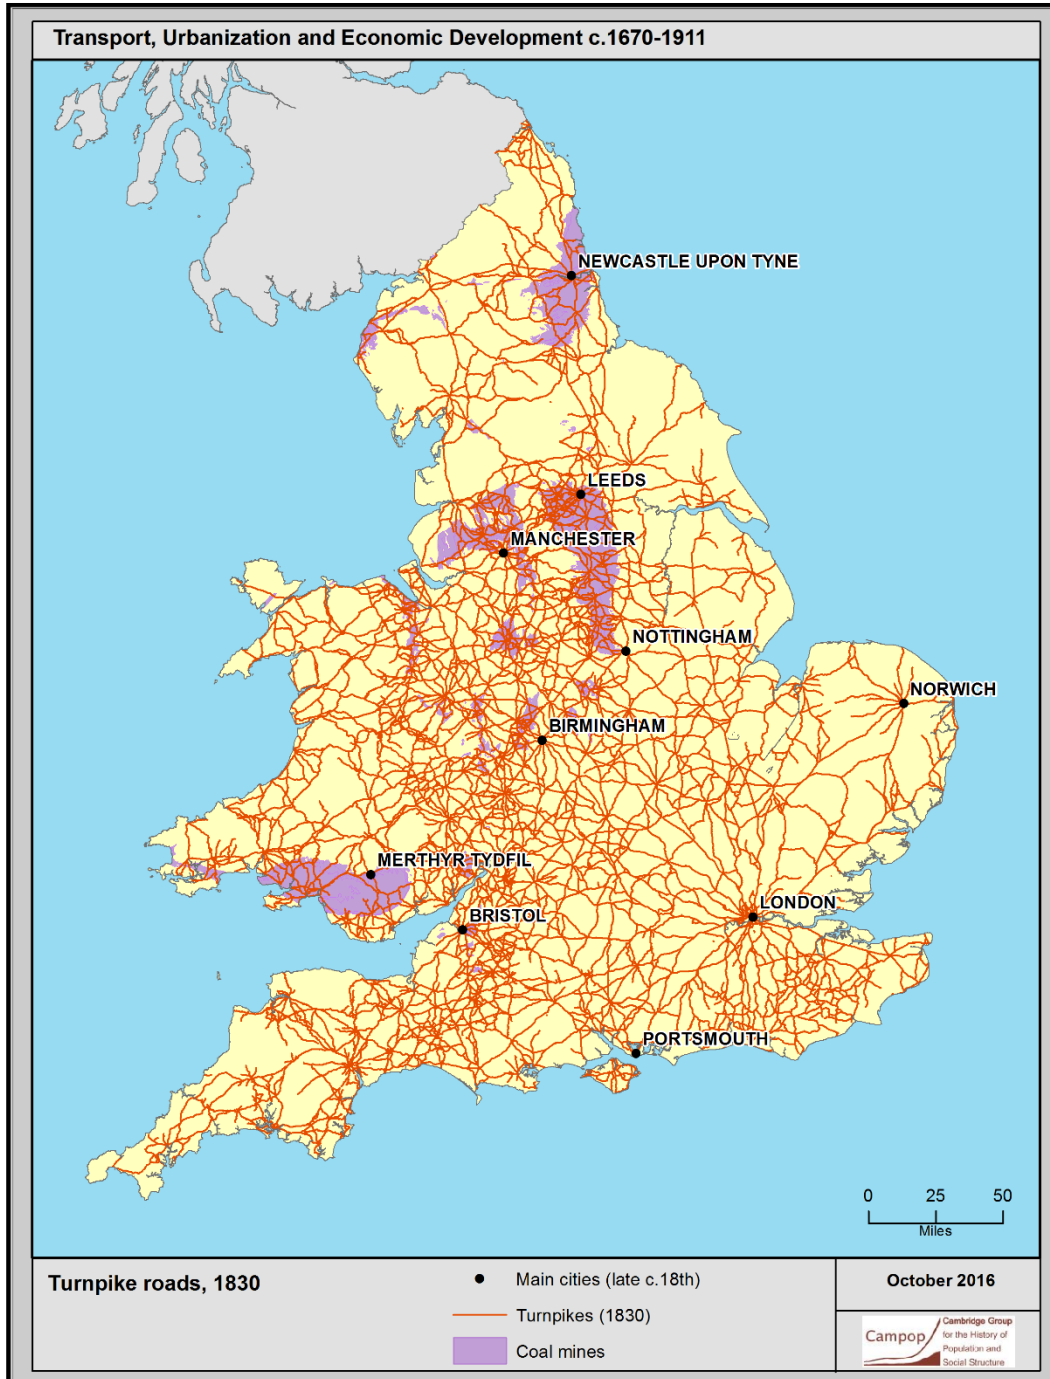 Transport, Urbanization and Economic Development c.1670-1911
NEWCASTLE UPON TYNE
LEEDS
MANCHESTER
NOTTINGHAM
NORWICH
BIRMINGHAM
MERTHYR TYDFIL
LONDON
BRISTOL
PORTSMOUTH
0 25 50
Miles
Turnpike roads, 1830
Main cities (late c.18th)
Turnpikes (1830)
Coal mines
October 2016
Campop
Cambridge Group
for the History of
Population and
Social Structure